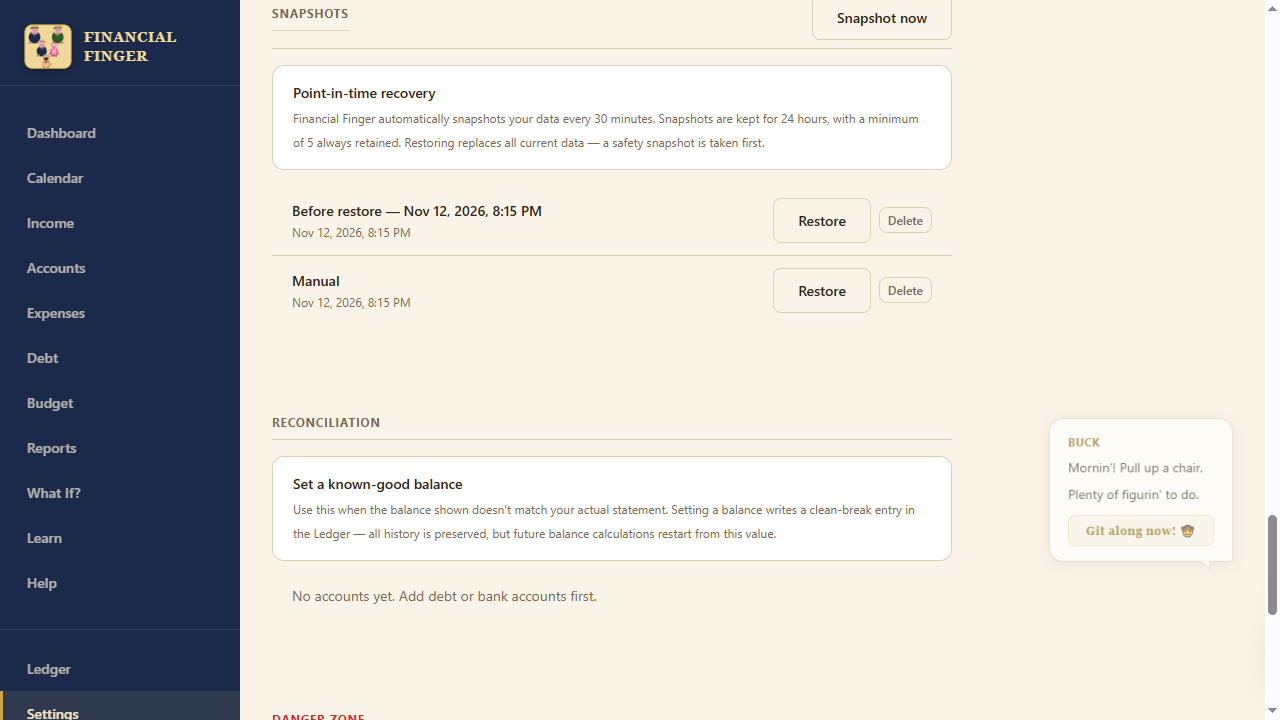 FINANCIAL
FINGER
Dashboard
Calendar
Income
Accounts
Expenses
Debt
Budget
Reports
What If?
Learn
Help
Ledger
Settings
SNAPSHOTS
Snapshot now
Point-in-time recovery
Financial Finger automatically snapshots your data every 30 minutes. Snapshots are kept for 24 hours, with a minimum
of 5 always retained. Restoring replaces all current data — a safety snapshot is taken first.
Before restore — Nov 12, 2026, 8:15 PM
Nov 12, 2026, 8:15 PM
Restore
Delete
Manual
Nov 12, 2026, 8:15 PM
Restore
Delete
RECONCILIATION
Set a known-good balance
Use this when the balance shown doesn't match your actual statement. Setting a balance writes a clean-break entry in
the Ledger — all history is preserved, but future balance calculations restart from this value.
No accounts yet. Add debt or bank accounts first.
DANGER ZONE
BUCK
Mornin'! Pull up a chair.
Plenty of figurin' to do.
Git along now! 🤠